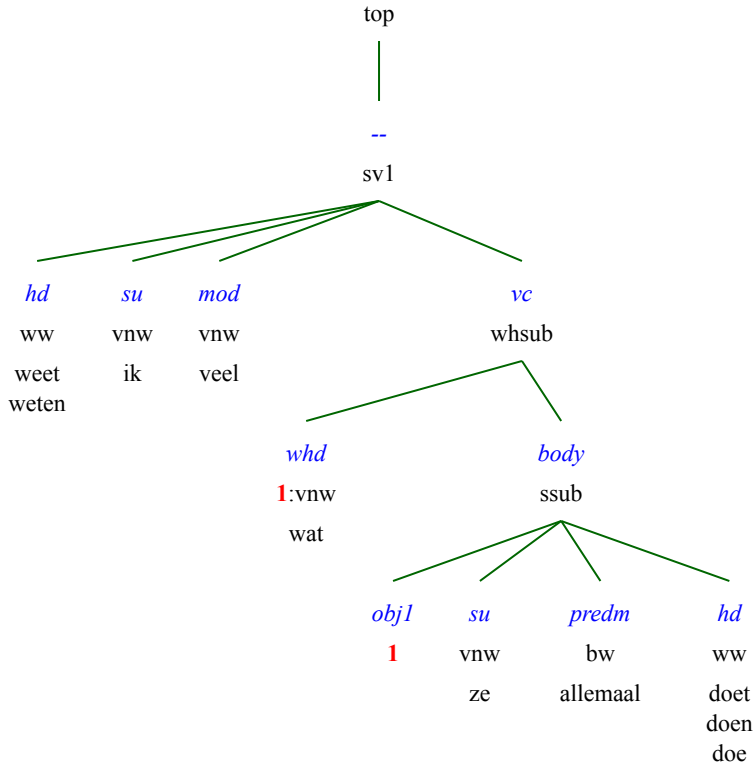 top
--
sv1
hd su mod vc
ww vnw vnw whsub
weet ik veel
weten
whd body
1:vnw ssub
wat
obj1 su predm hd
1 vnw bw ww
ze allemaal doet
doen
doe